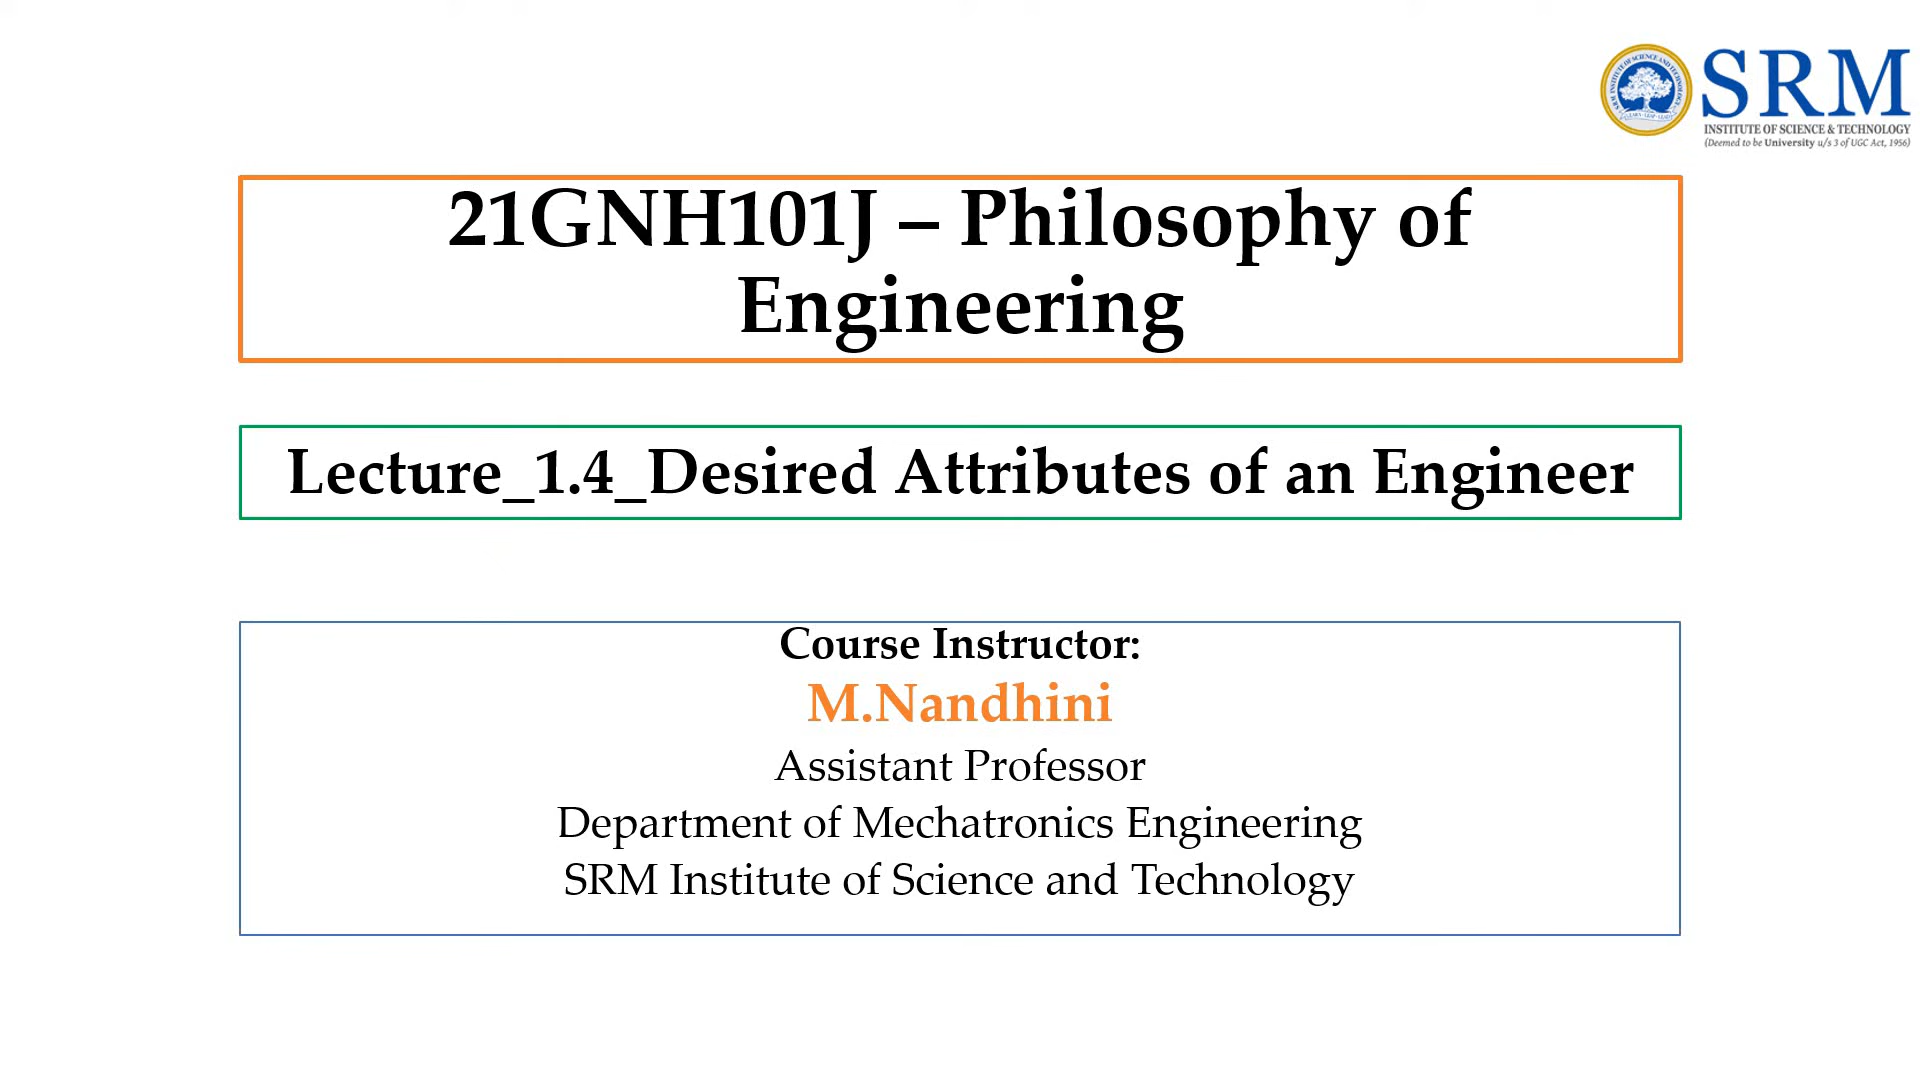 SRM
INSTITUTE OF SCIENCE & TECHNOLOGY
(Deemed to be University u/s 3 of UGC Act, 1956)
21GNH101J – Philosophy of
Engineering
Lecture_1.4_Desired Attributes of an Engineer
Course Instructor:
M.Nandhini
Assistant Professor
Department of Mechatronics Engineering
SRM Institute of Science and Technology